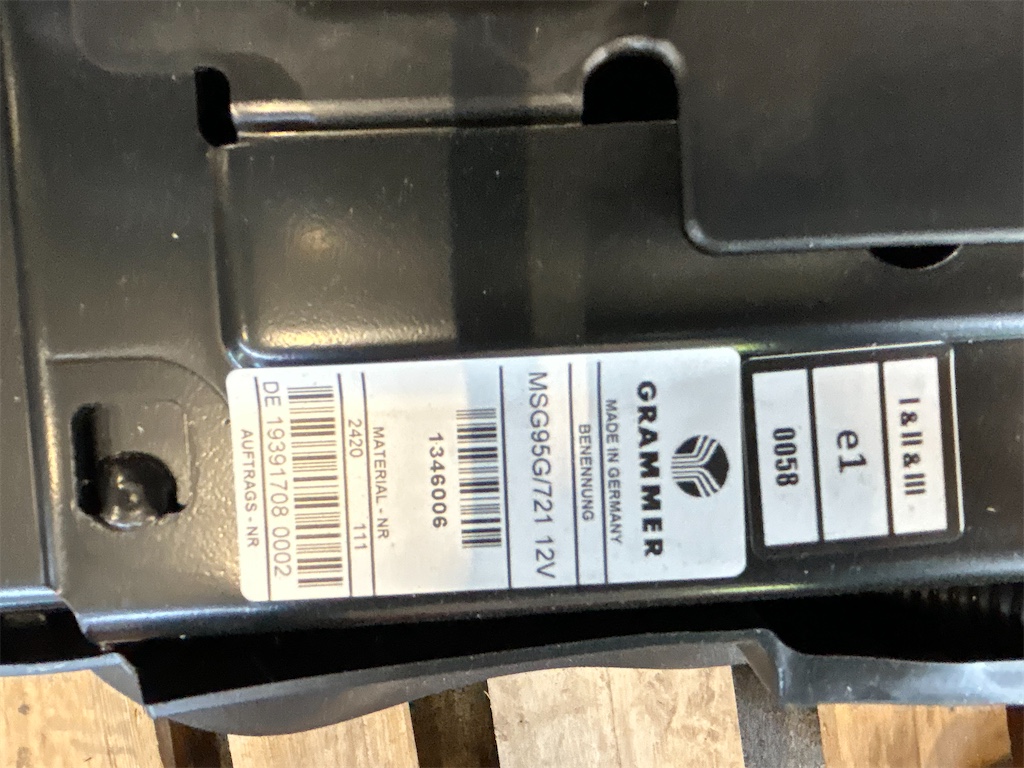 GRAMMER
MADE IN GERMANY
BENENNUNG
MSG95G/721 12V
1346006
MATERIAL - NR
2420 111
DE 19391708 0002
AUFTRAGS - NR
I & II & III
e1
0058